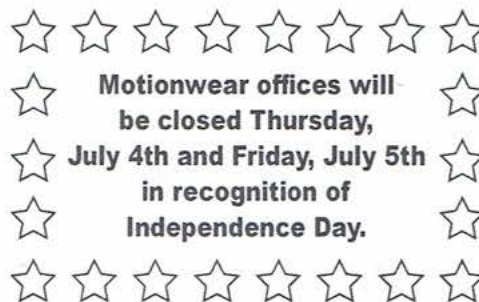 Motionwear offices will
be closed Thursday,
July 4th and Friday, July 5th
in recognition of
Independence Day.